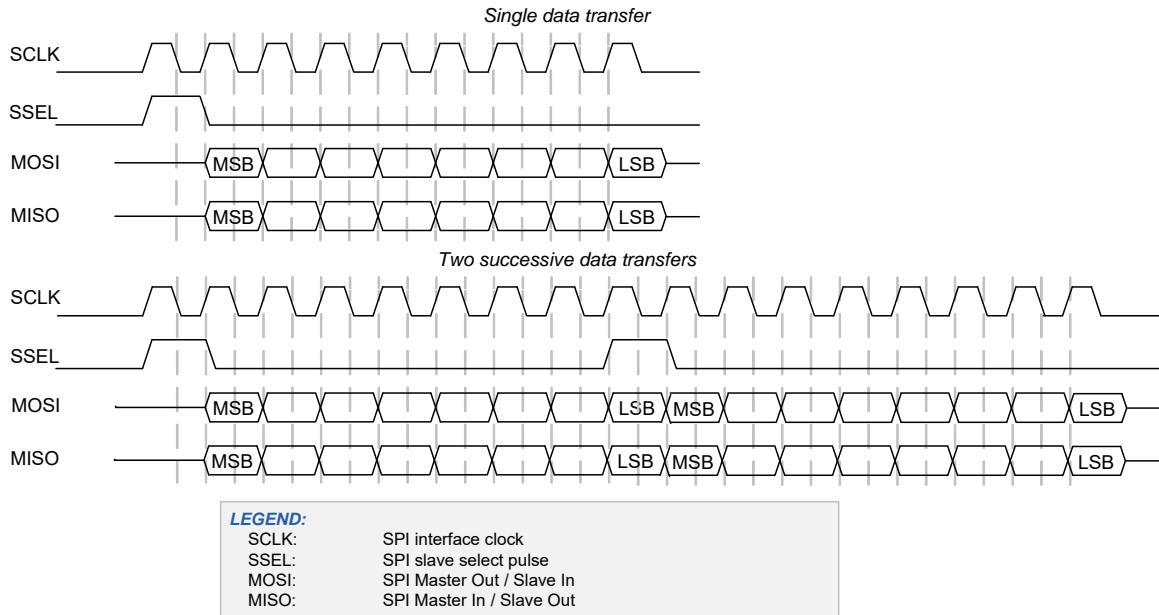 Single data transfer
SCLK
SSEL
MOSI MSB LSB
MISO MSB LSB
Two successive data transfers
SCLK
SSEL
MOSI MSB LSB MSB LSB
MISO MSB LSB MSB LSB
LEGEND:
SCLK: SPI interface clock
SSEL: SPI slave select pulse
MOSI: SPI Master Out / Slave In
MISO: SPI Master In / Slave Out